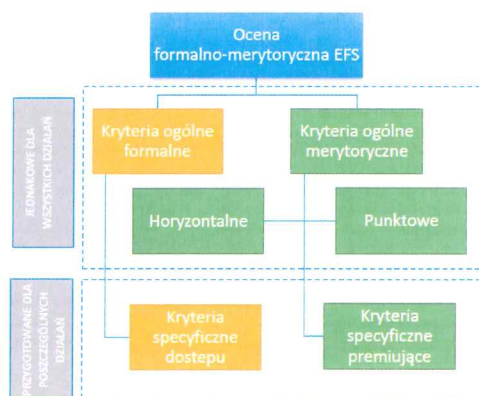 Ocena
formalno-merytoryczna EFS
JEDNAKOWE DLA
WSZYSTKICH DZIAŁAŃ
Kryteria ogólne
formalne
Kryteria ogólne
merytoryczne
Horyzontalne
Punktowe
PRZYGOTOWANE DLA
POSZCZEGÓLNYCH
DZIAŁAŃ
Kryteria
specyficzne
dostepu
Kryteria
specyficzne
premiujące